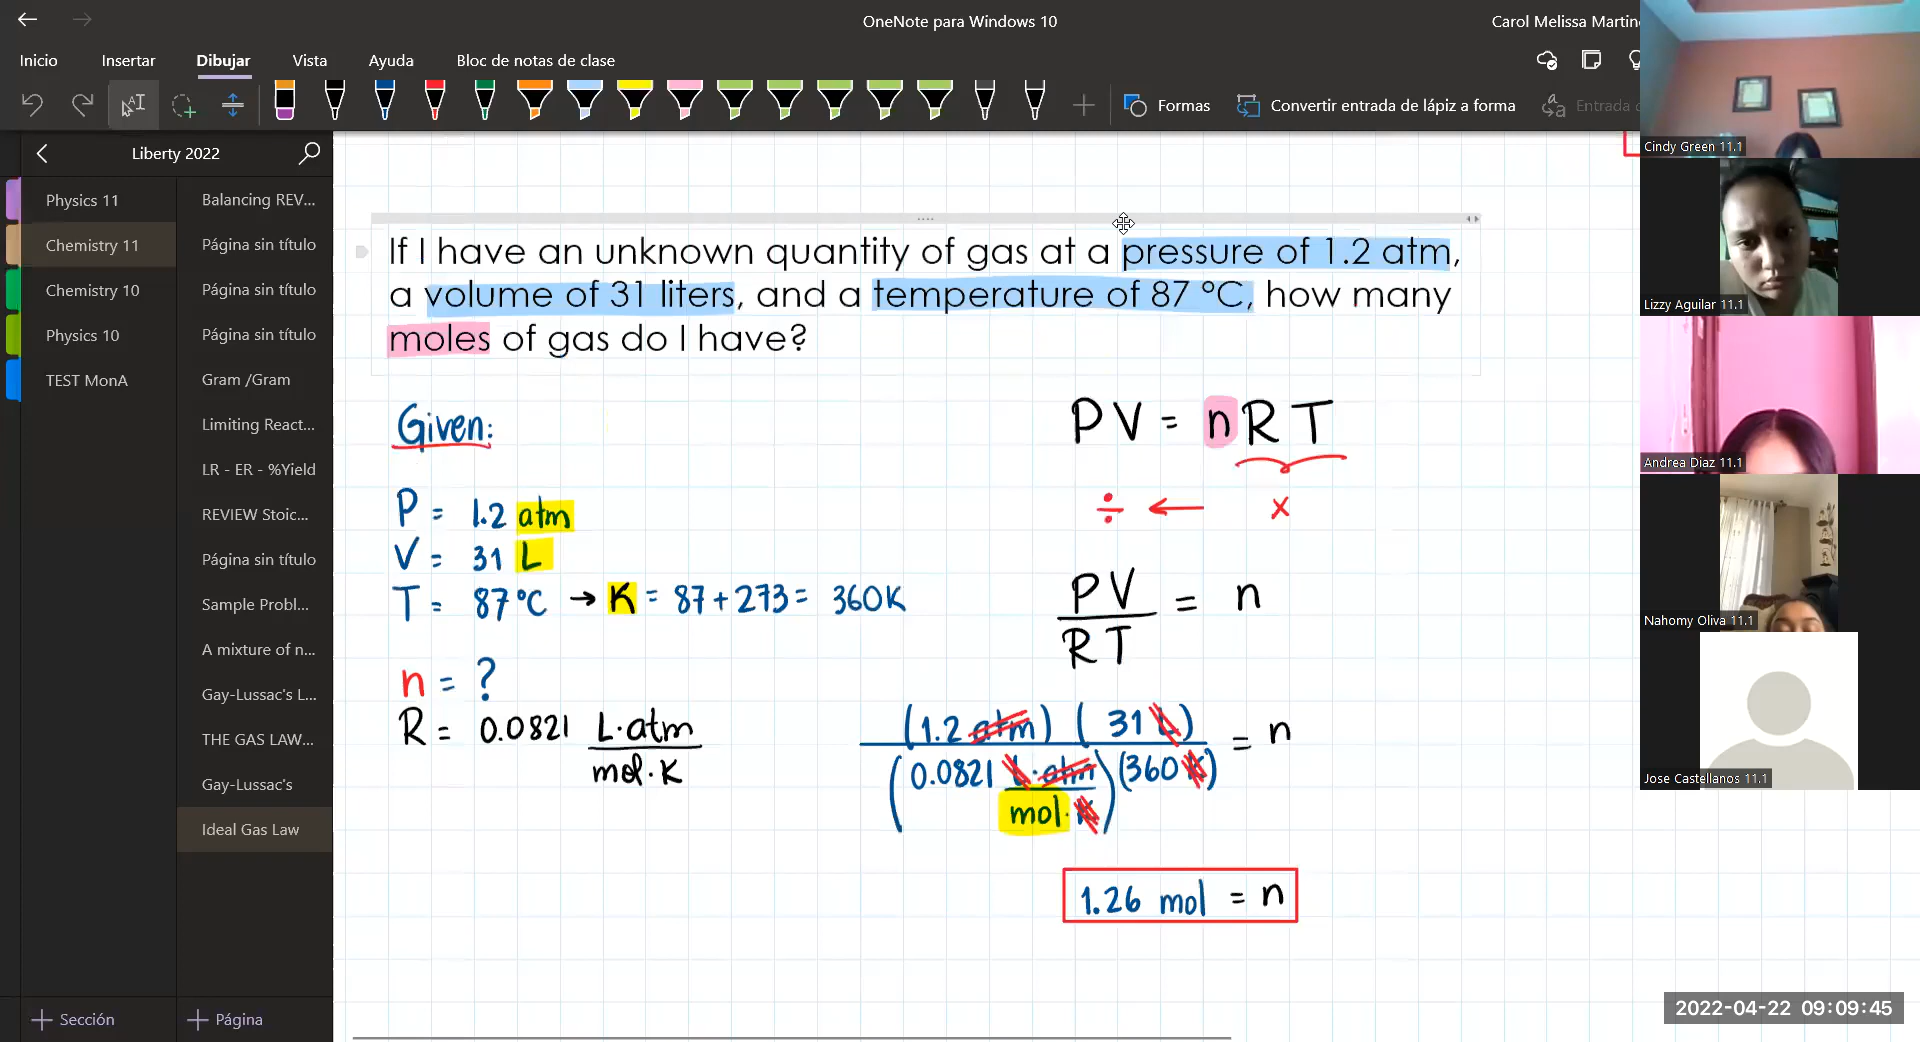 OneNote para Windows 10
Carol Melissa Martin
Inicio
Insertar
Dibujar
Vista
Ayuda
Bloc de notas de clase
Formas
Convertir entrada de lápiz a forma
Entrada
Liberty 2022
Physics 11
Chemistry 11
Chemistry 10
Physics 10
TEST MonA
Balancing REV...
Página sin título
Página sin título
Página sin título
Gram /Gram
Limiting React...
LR - ER - %Yield
REVIEW Stoic...
Página sin título
Sample Probl...
A mixture of n...
Gay-Lussac's L...
THE GAS LAW...
Gay-Lussac's
Ideal Gas Law
Sección
Página
If I have an unknown quantity of gas at a pressure of 1.2 atm,
a volume of 31 liters, and a temperature of 87 ºC, how many
moles of gas do I have?
Given:
P = 1.2 atm
V = 31 L
T = 87°C → K = 87 + 273 = 360K
n = ?
R = 0.0821 L·atm
mol·K
PV = nRT
÷ ← x
PV = n
RT
(1.2 atm) (31 L) = n
(0.0821 L·atm) (360 K)
mol·K
1.26 mol = n
Cindy Green 11.1
Lizzy Aguilar 11.1
Andrea Diaz 11.1
Nahomy Oliva 11.1
Jose Castellanos 11.1
2022-04-22 09:09:45